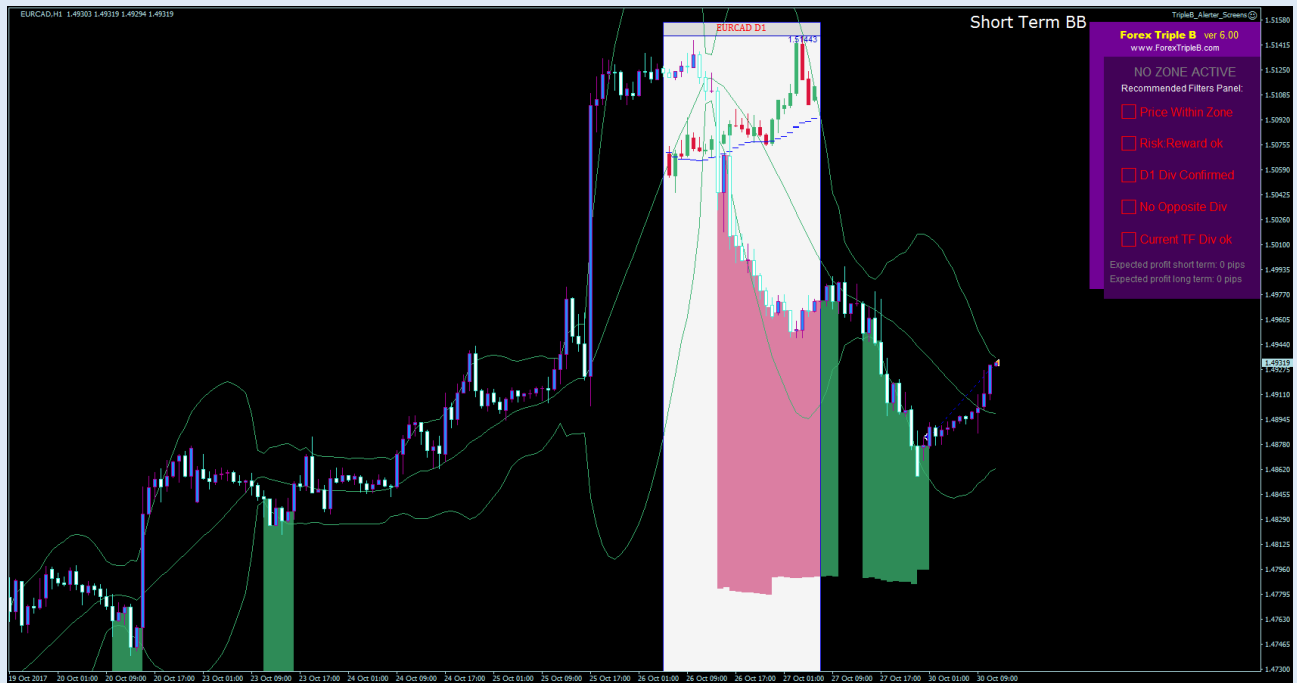 EURCAD,H1 1.49303 1.49319 1.49294 1.49319
TripleB_Alerter_Screens
Short Term BB
EURCAD D1
1.51443
Forex Triple B ver 6.00
www.ForexTripleB.com
NO ZONE ACTIVE
Recommended Filters Panel:
Price Within Zone
Risk Reward ok
D1 Div Confirmed
No Opposite Div
Current TF Div ok
Expected profit short term: 0 pips
Expected profit long term: 0 pips
1.51580
1.51415
1.51250
1.51085
1.50920
1.50755
1.50590
1.50425
1.50260
1.50100
1.49935
1.49770
1.49605
1.49440
1.49319
1.49275
1.49110
1.48945
1.48780
1.48620
1.48455
1.48290
1.48125
1.47960
1.47795
1.47630
1.47465
1.47300
19 Oct 2017 20 Oct 01:00 20 Oct 09:00 20 Oct 17:00 23 Oct 01:00 23 Oct 09:00 23 Oct 17:00 24 Oct 01:00 24 Oct 09:00 24 Oct 17:00 25 Oct 01:00 25 Oct 09:00 25 Oct 17:00 26 Oct 01:00 26 Oct 09:00 26 Oct 17:00 27 Oct 01:00 27 Oct 09:00 27 Oct 17:00 30 Oct 01:00 30 Oct 09:00